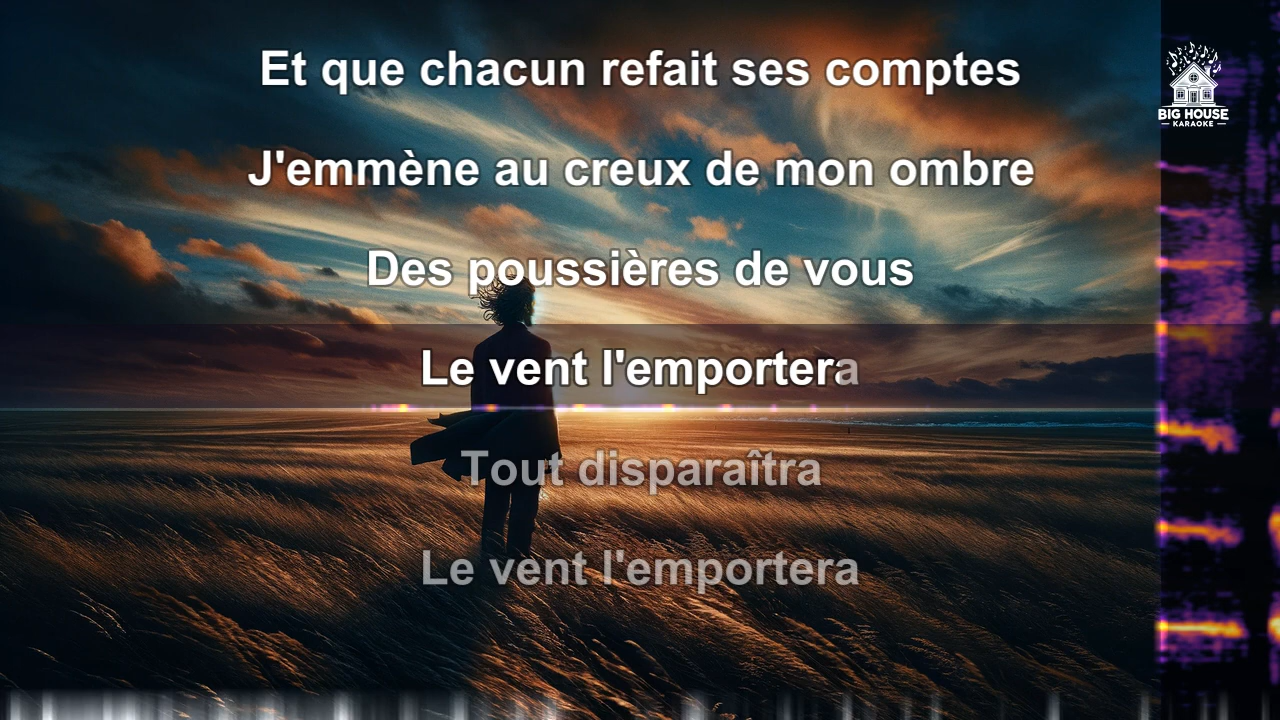 Et que chacun refait ses comptes
J'emmène au creux de mon ombre
Des poussières de vous
Le vent l'emportera
Tout disparaîtra
Le vent l'emportera
BIG HOUSE
KARAOKE